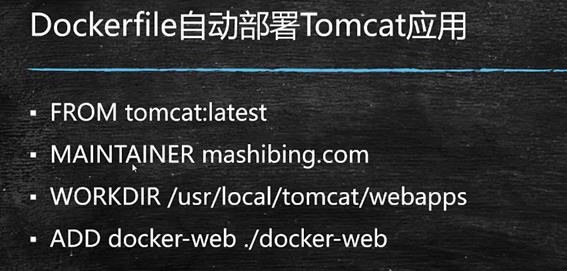 Dockerfile自动部署Tomcat应用
▪ FROM tomcat:latest
▪ MAINTAINER mashibing.com
▪ WORKDIR /usr/local/tomcat/webapps
▪ ADD docker-web ./docker-web